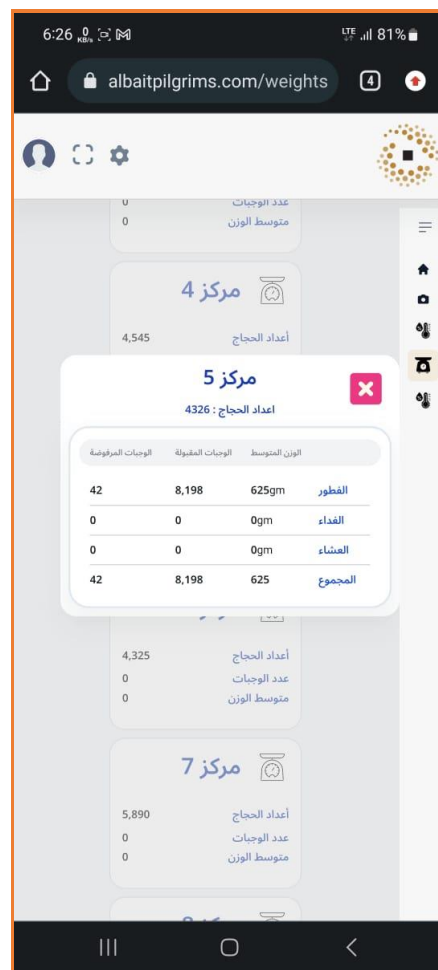 6:26 0 KB/s LTE 81%
albaitpilgrims.com/weights 4
عدد الوجبات 0
متوسط الوزن 0
مركز 4
أعداد الحجاج 4,545
مركز 5
اعداد الحجاج : 4326
الوزن المتوسط الوجبات المقبولة الوجبات المرفوضة
الفطور 625gm 8,198 42
الغداء 0gm 0 0
العشاء 0gm 0 0
المجموع 625 8,198 42
أعداد الحجاج 4,325
عدد الوجبات 0
متوسط الوزن 0
مركز 7
أعداد الحجاج 5,890
عدد الوجبات 0
متوسط الوزن 0